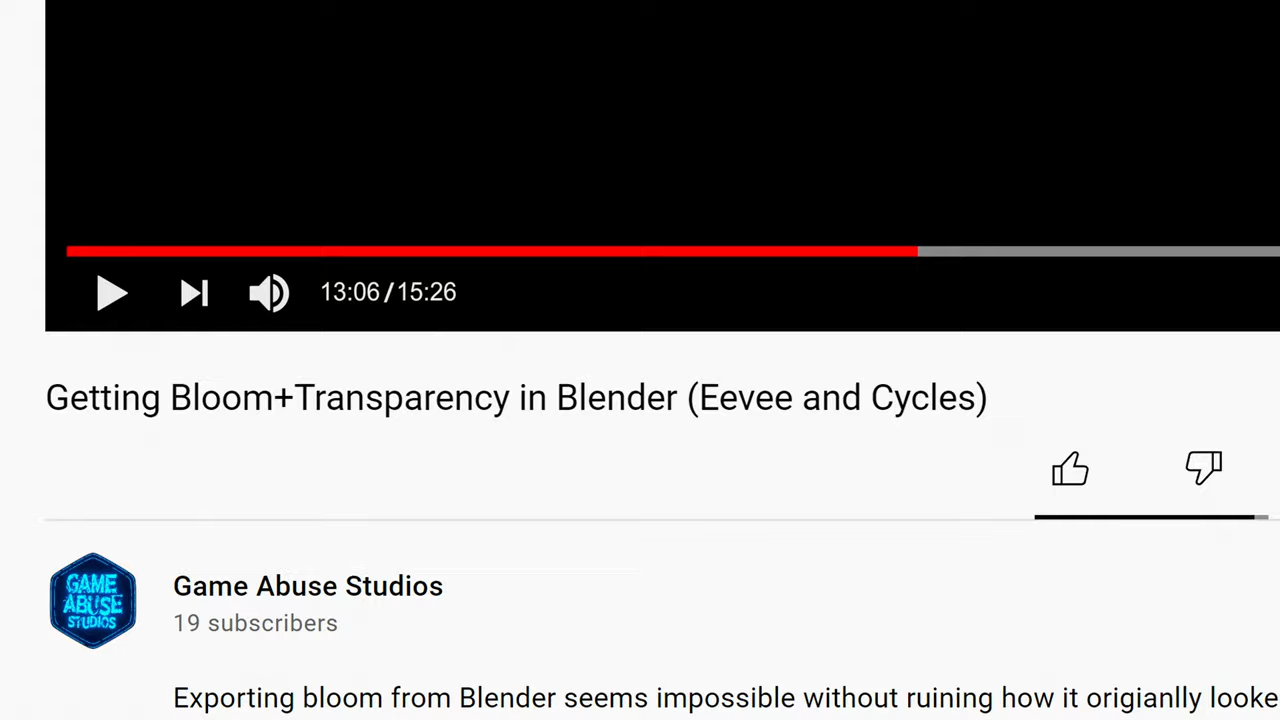 13:06/15:26
Getting Bloom+Transparency in Blender (Eevee and Cycles)
GAME
ABUSE
STUDIOS
Game Abuse Studios
19 subscribers
Exporting bloom from Blender seems impossible without ruining how it origianlly looke